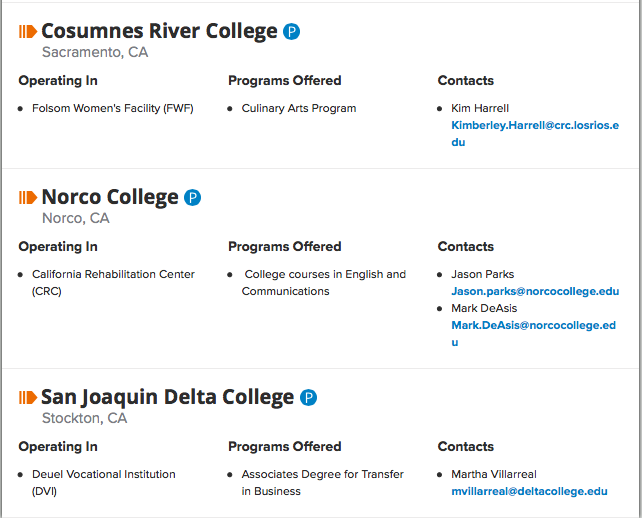 Cosumnes River College P
Sacramento, CA
Operating In
Folsom Women's Facility (FWF)
Programs Offered
Culinary Arts Program
Contacts
Kim Harrell
Kimberley.Harrell@crc.losrios.e
du
Norco College P
Norco, CA
Operating In
California Rehabilitation Center
(CRC)
Programs Offered
College courses in English and
Communications
Contacts
Jason Parks
Jason.parks@norcocollege.edu
Mark DeAsis
Mark.DeAsis@norcocollege.ed
u
San Joaquin Delta College P
Stockton, CA
Operating In
Deuel Vocational Institution
(DVI)
Programs Offered
Associates Degree for Transfer
in Business
Contacts
Martha Villarreal
mvillarreal@deltacollege.edu